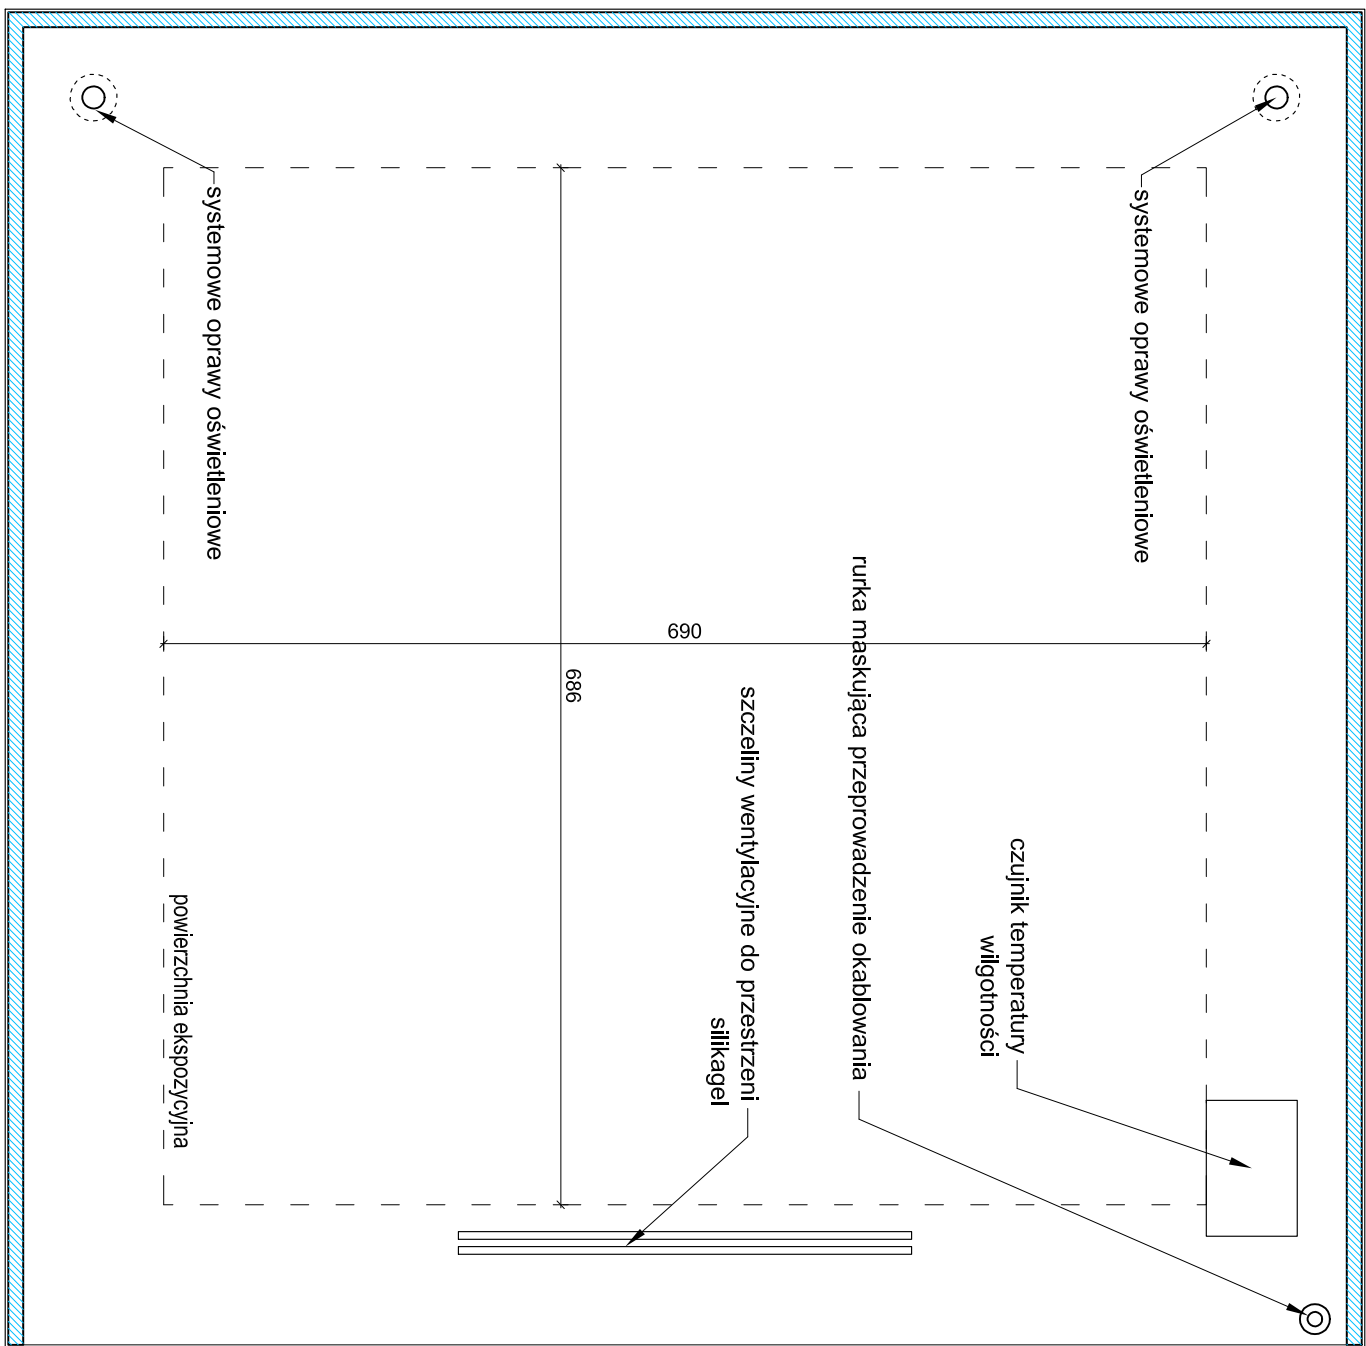 systemowe oprawy oświetleniowe
systemowe oprawy oświetleniowe
rurka maskująca przeprowadzenie okablowania
690
686
szczeliny wentylacyjne do przestrzeni
silikagel
czujnik temperatury
wilgotności
powierzchnia ekspozycyjna